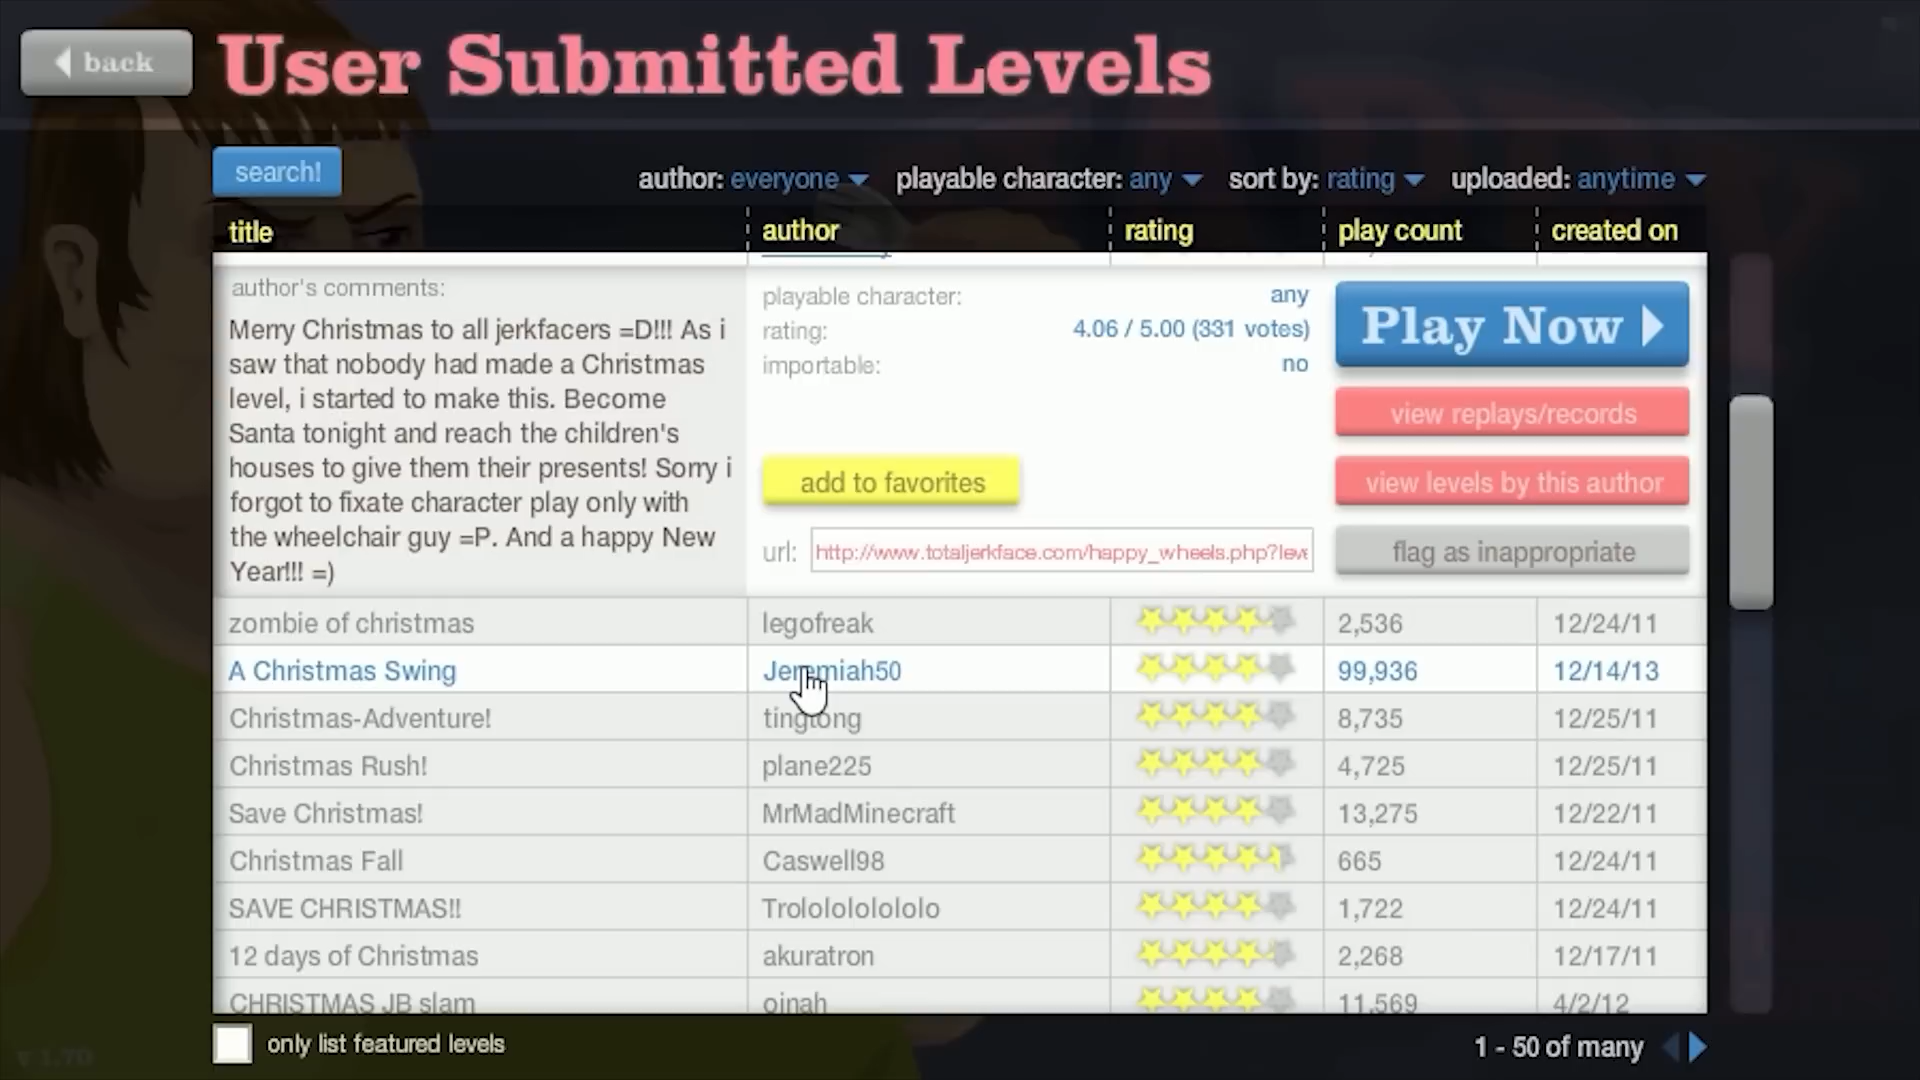 back
User Submitted Levels
search!
author: everyone
playable character: any
sort by: rating
uploaded: anytime
title
author
rating
play count
created on
author's comments:
Merry Christmas to all jerkfacers =D!!! As i
saw that nobody had made a Christmas
level, i started to make this. Become
Santa tonight and reach the children's
houses to give them their presents! Sorry i
forgot to fixate character play only with
the wheelchair guy =P. And a happy New
Year!!! =)
playable character: any
rating: 4.06 / 5.00 (331 votes)
importable: no
add to favorites
url: http://www.totaljerkface.com/happy_wheels.php?leve
Play Now
view replays/records
view levels by this author
flag as inappropriate
zombie of christmas legofreak 2,536 12/24/11
A Christmas Swing Jeremiah50 99,936 12/14/13
Christmas-Adventure! tingtong 8,735 12/25/11
Christmas Rush! plane225 4,725 12/25/11
Save Christmas! MrMadMinecraft 13,275 12/22/11
Christmas Fall Caswell98 665 12/24/11
SAVE CHRISTMAS!! Trolololololo 1,722 12/24/11
12 days of Christmas akuratron 2,268 12/17/11
CHRISTMAS JB slam oinah 11,569 4/2/12
only list featured levels
1 - 50 of many
v 1.70